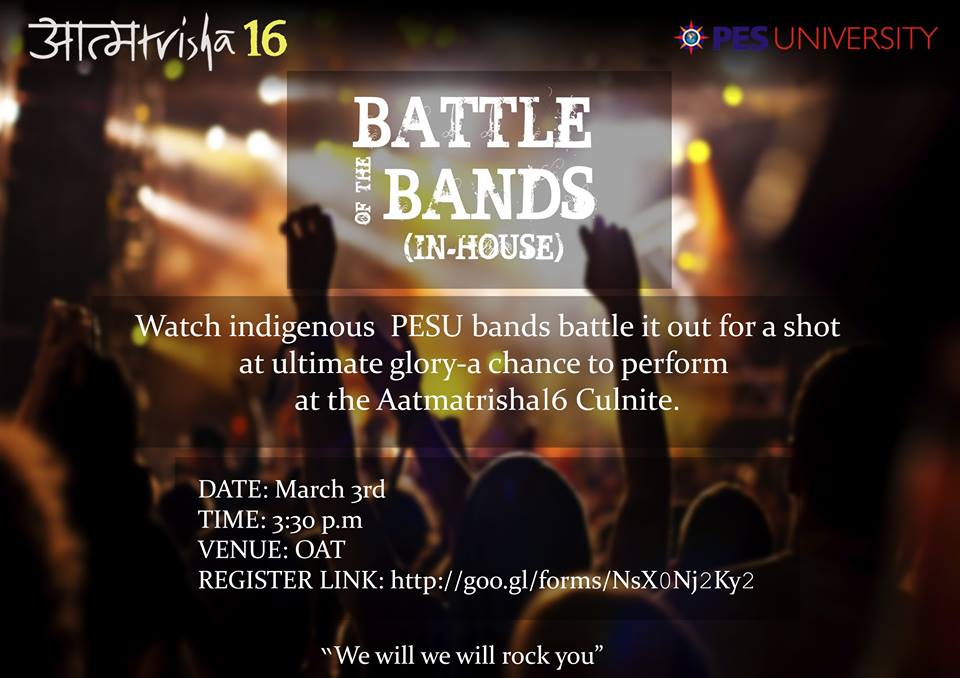 आत्मtrisha 16
PES UNIVERSITY
BATTLE
OF THE
BANDS
(IN-HOUSE)
Watch indigenous PESU bands battle it out for a shot
at ultimate glory-a chance to perform
at the Aatmatrisha16 Culnite.
DATE: March 3rd
TIME: 3:30 p.m
VENUE: OAT
REGISTER LINK: http://goo.gl/forms/NsX0Nj2Ky2
‟We will we will rock you”